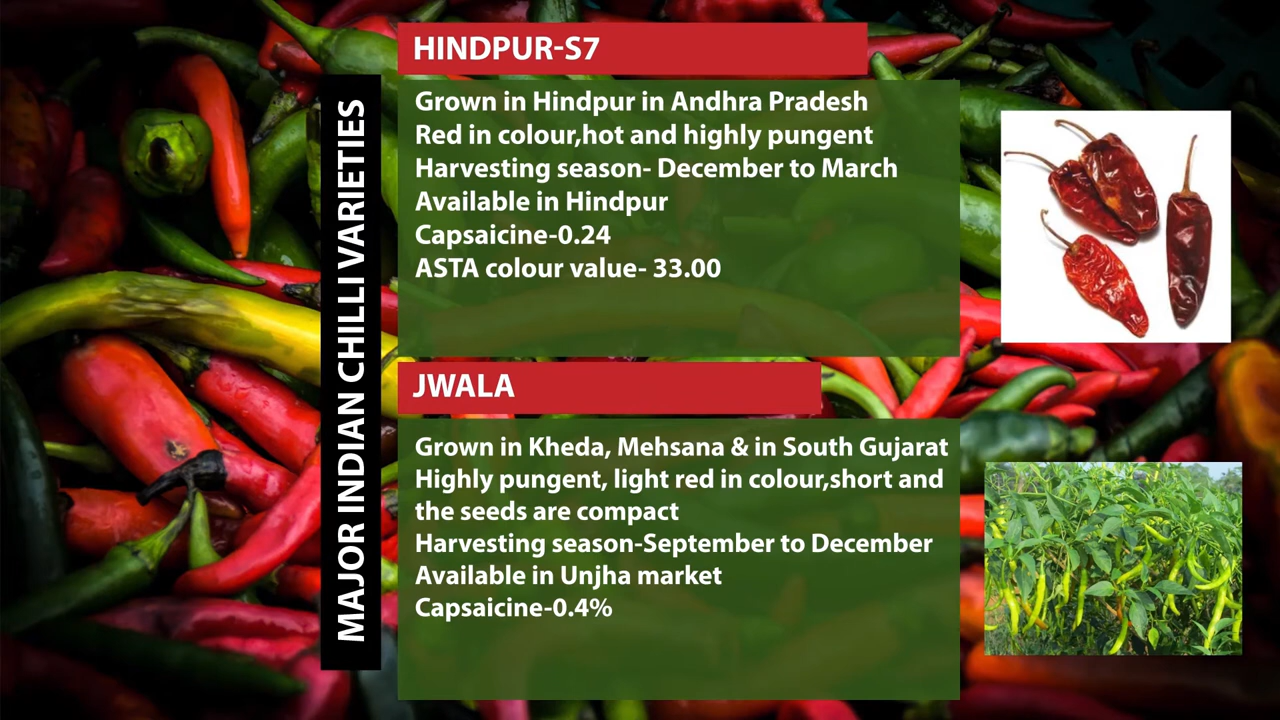 MAJOR INDIAN CHILLI VARIETIES
HINDPUR-S7
Grown in Hindpur in Andhra Pradesh
Red in colour,hot and highly pungent
Harvesting season- December to March
Available in Hindpur
Capsaicine-0.24
ASTA colour value- 33.00
JWALA
Grown in Kheda, Mehsana & in South Gujarat
Highly pungent, light red in colour,short and
the seeds are compact
Harvesting season-September to December
Available in Unjha market
Capsaicine-0.4%